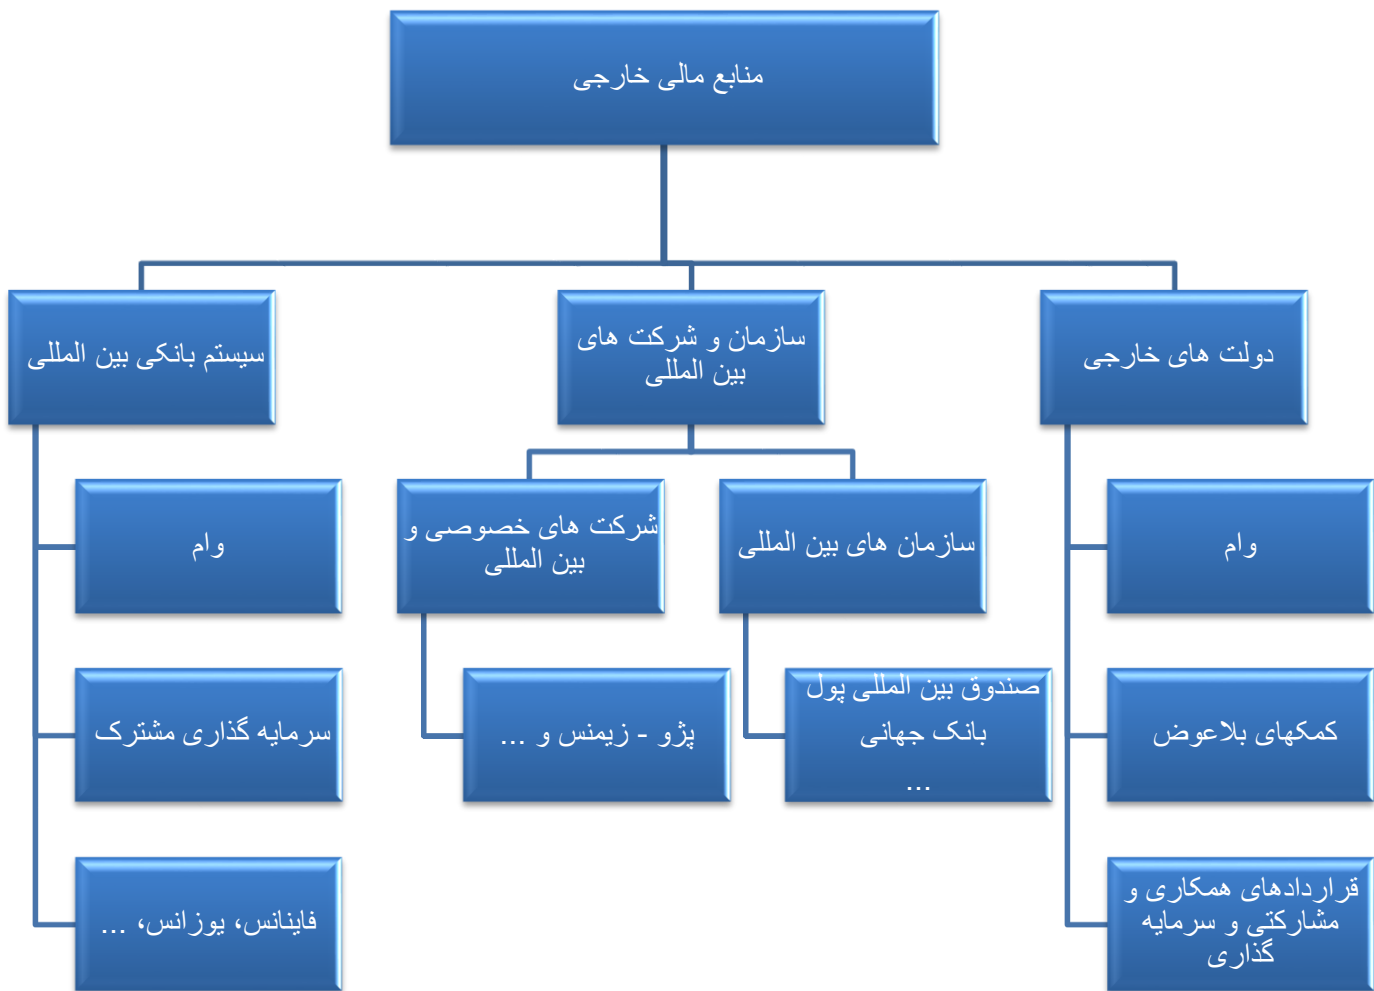 منابع مالی خارجی
دولت های خارجی
سازمان و شرکت های
بین المللی
سیستم بانکی بین المللی
وام
سازمان های بین المللی
شرکت های خصوصی و
بین المللی
وام
کمکهای بلاعوض
صندوق بین المللی پول
بانک جهانی
...
پژو - زیمنس و ...
سرمایه گذاری مشترک
قراردادهای همکاری و
مشارکتی و سرمایه
گذاری
فاینانس، یوزانس، ...